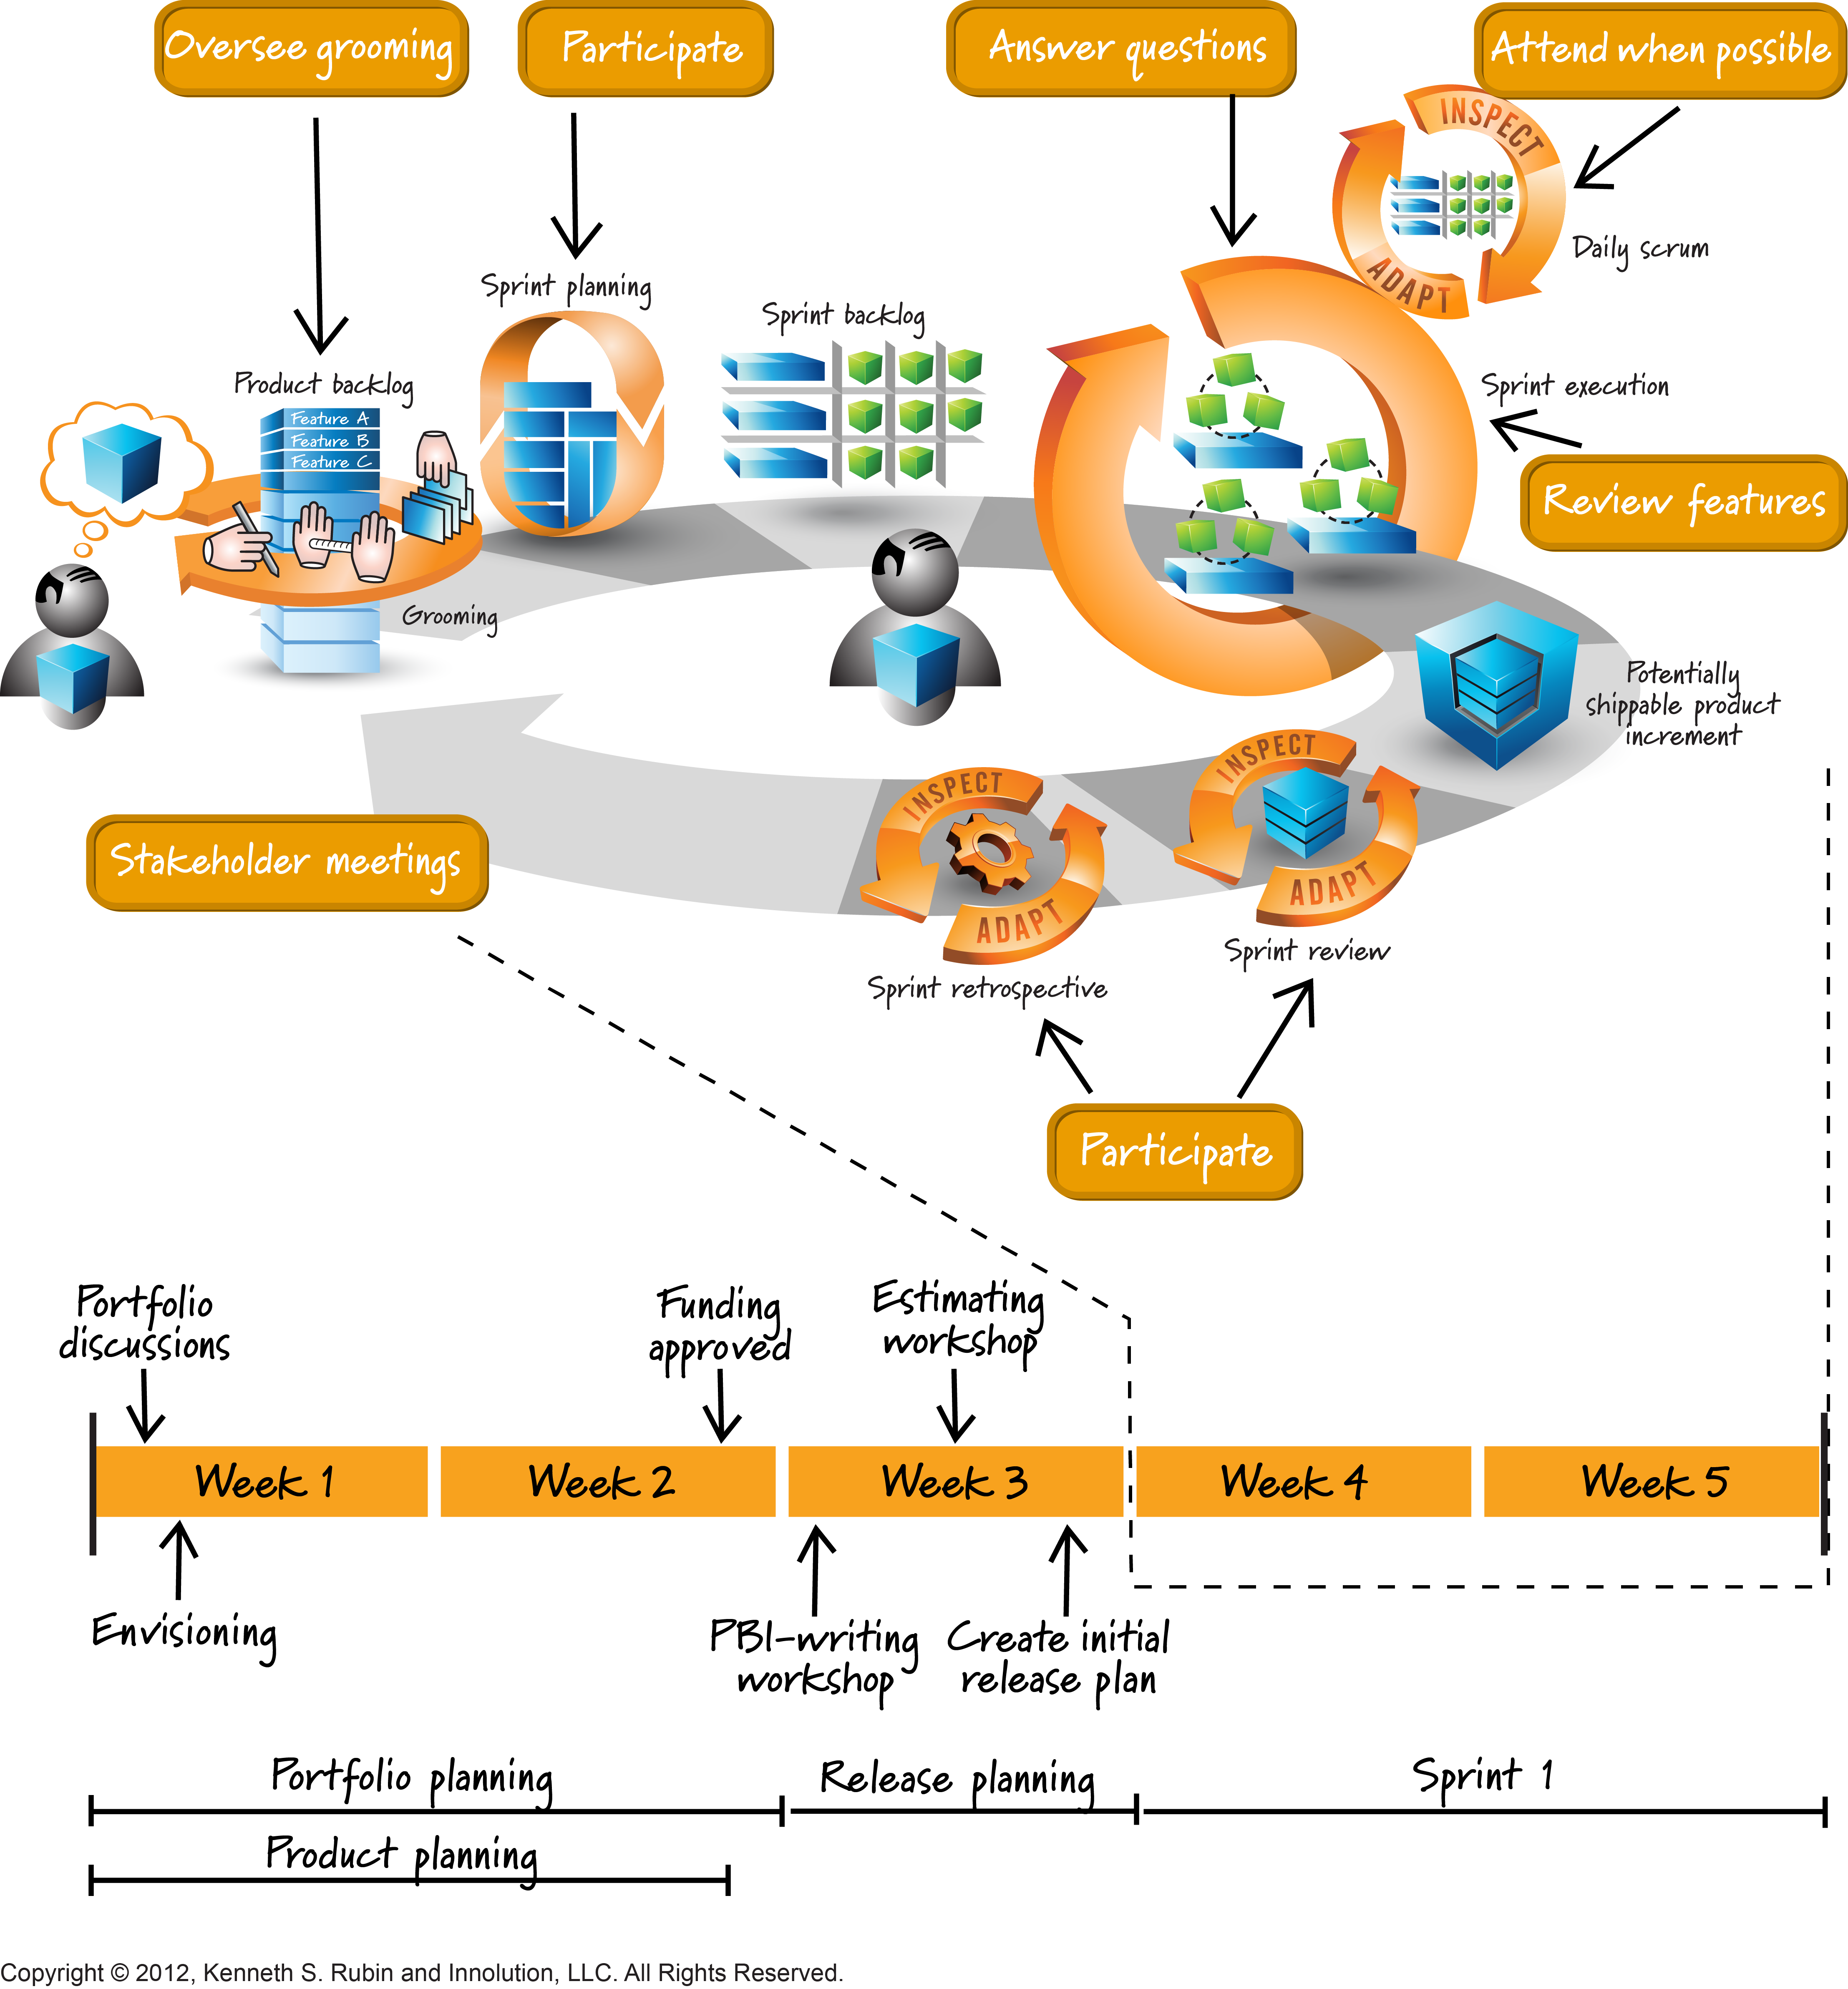 Oversee grooming
Participate
Answer questions
Attend when possible
INSPECT
ADAPT
Daily scrum
Sprint planning
Sprint backlog
Product backlog
Feature A
Feature B
Feature C
Sprint execution
Review features
Grooming
Potentially
shippable product
increment
INSPECT
ADAPT
INSPECT
ADAPT
Stakeholder meetings
Sprint review
Sprint retrospective
Participate
Portfolio
discussions
Funding
approved
Estimating
workshop
Week 1
Week 2
Week 3
Week 4
Week 5
Envisioning
PBI-writing
workshop
Create initial
release plan
Portfolio planning
Release planning
Sprint 1
Product planning
Copyright © 2012, Kenneth S. Rubin and Innolution, LLC. All Rights Reserved.